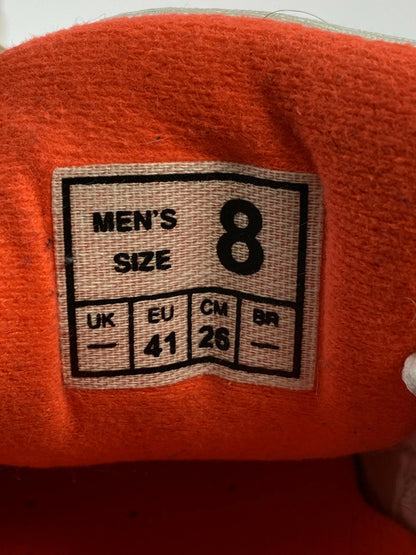 MEN'S
SIZE 8
UK EU CM BR
— 41 26 —